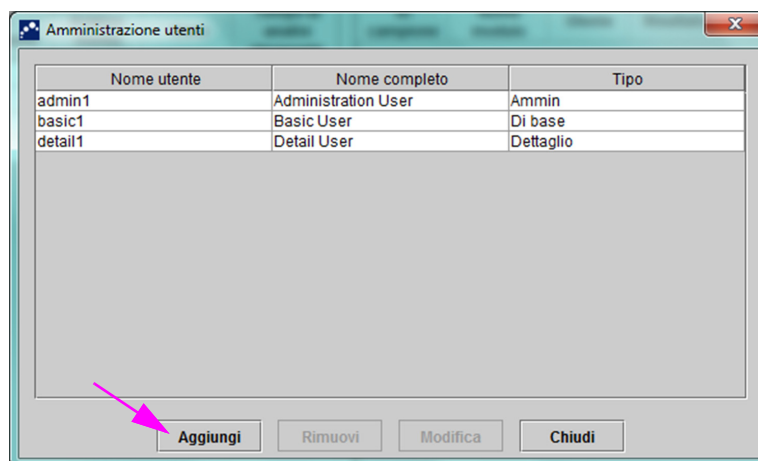 Amministrazione utenti
Nome utente Nome completo Tipo
admin1 Administration User Ammin
basic1 Basic User Di base
detail1 Detail User Dettaglio
Aggiungi Rimuovi Modifica Chiudi